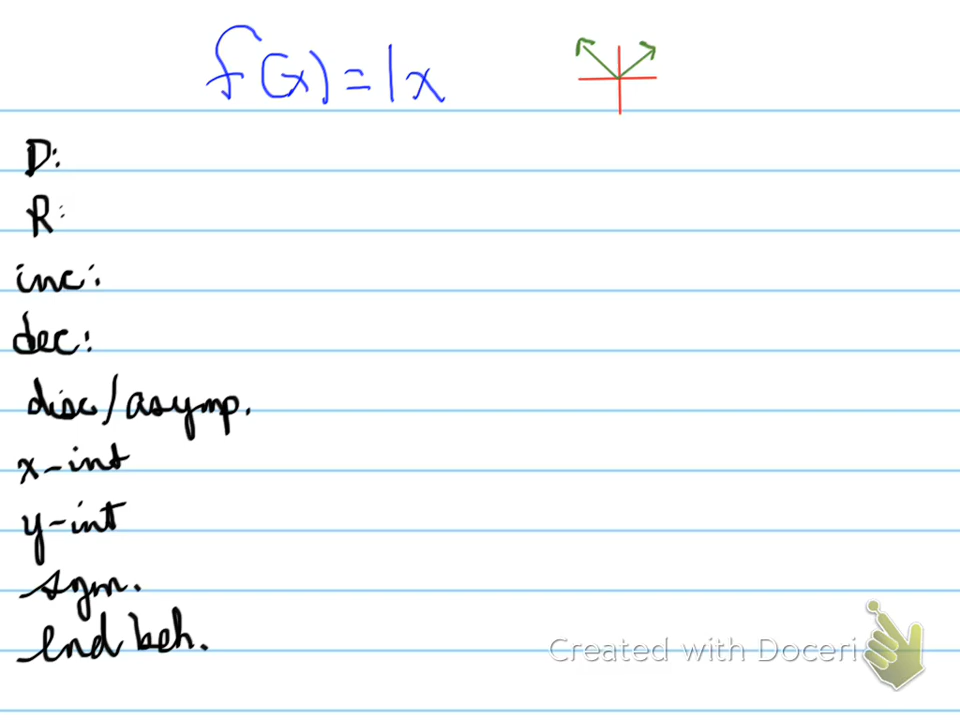 f(x)=|x
D:
R:
inc:
dec:
disc/asymp.
x-int
y-int
sym.
end beh.
Created with Doceri